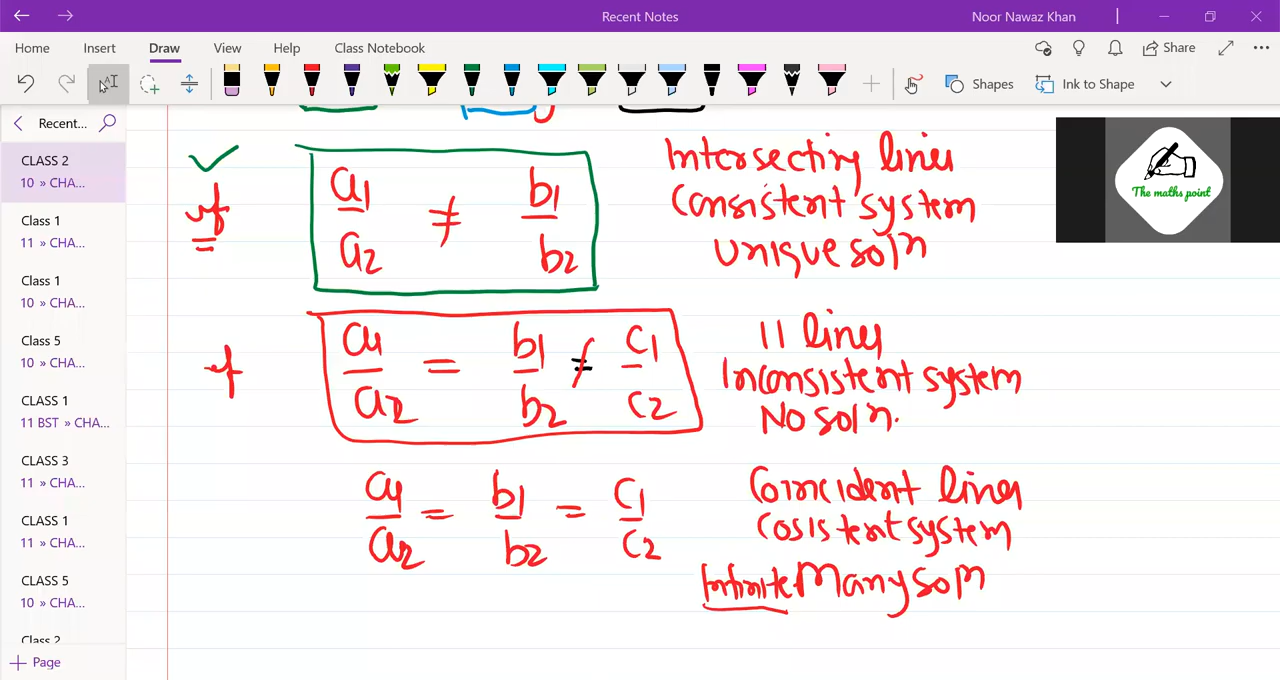 Recent Notes
Noor Nawaz Khan
Home Insert Draw View Help Class Notebook
Share
Shapes
Ink to Shape
Recent...
CLASS 2
10 » CHA...
Class 1
11 » CHA...
Class 1
10 » CHA...
Class 5
10 » CHA...
CLASS 1
11 BST » CHA...
CLASS 3
11 » CHA...
CLASS 1
11 » CHA...
CLASS 5
10 » CHA...
Class 2
+ Page
The maths point
if a1/a2 ≠ b1/b2
Intersecting lines
Consistent system
Unique soln
if a1/a2 = b1/b2 ≠ c1/c2
11 lines
Inconsistent system
No soln.
a1/a2 = b1/b2 = c1/c2
Coincident lines
Cosistent system
Infinite Many soln